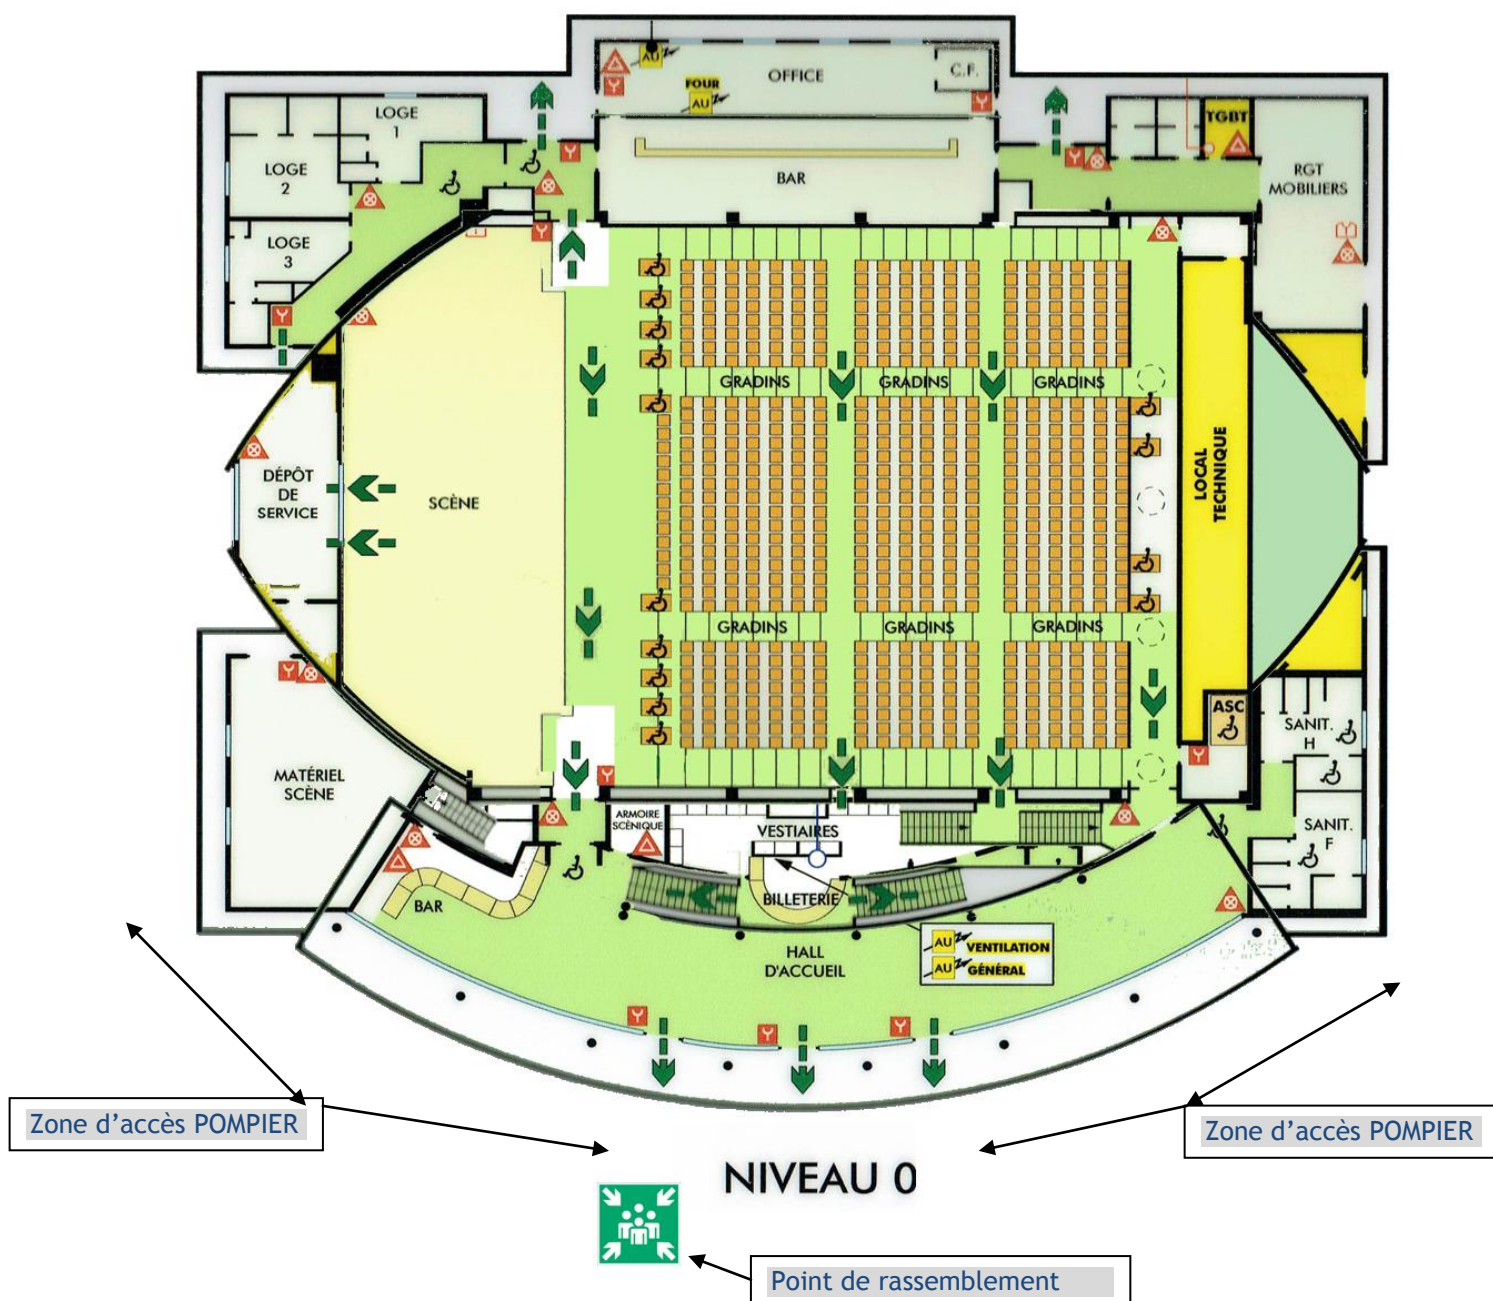 AU
OFFICE
C.F.
FOUR
AU
LOGE
1
TGBT
LOGE
2
BAR
RGT
MOBILIERS
LOGE
3
GRADINS
GRADINS
GRADINS
DÉPÔT
DE
SERVICE
SCÈNE
LOCAL
TECHNIQUE
GRADINS
GRADINS
GRADINS
ASC
SANIT.
H
MATÉRIEL
SCÈNE
ARMOIRE
SCÈNIQUE
VESTIAIRES
SANIT.
F
BAR
BILLETERIE
HALL
D'ACCUEIL
AU VENTILATION
AU GÉNÉRAL
Zone d’accès POMPIER
Zone d’accès POMPIER
NIVEAU 0
Point de rassemblement